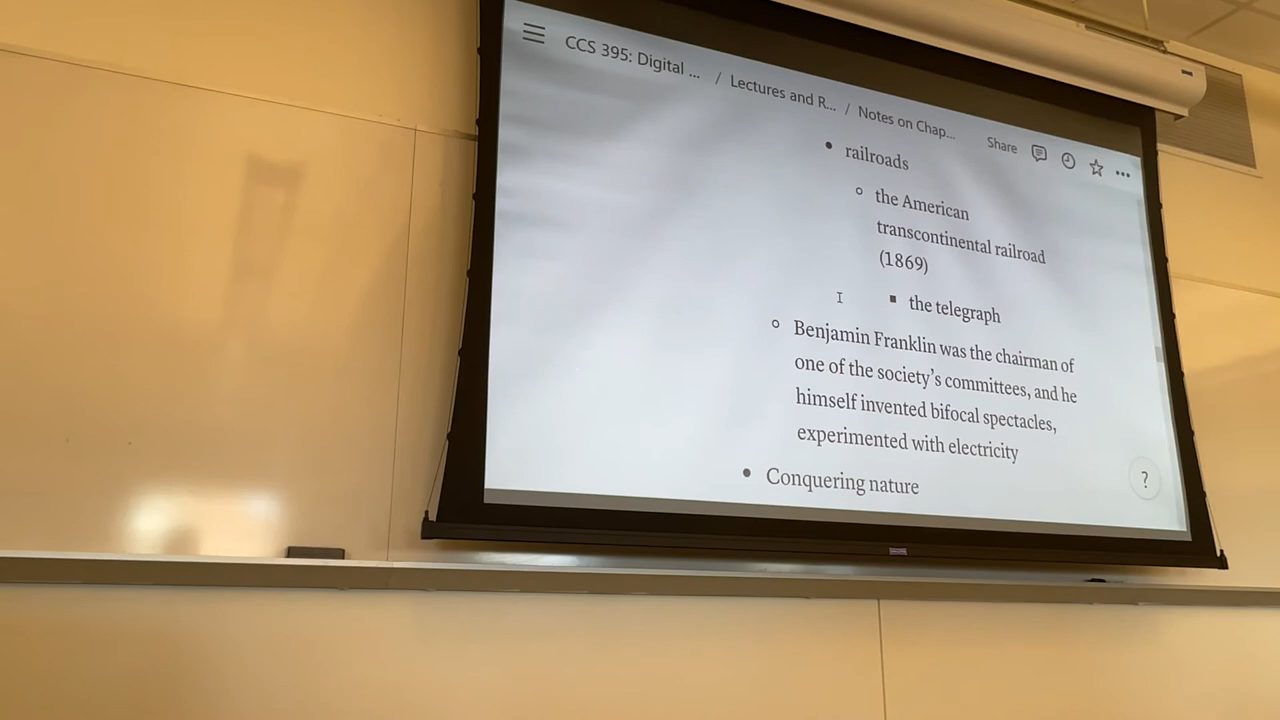 CCS 395: Digital ... / Lectures and R... / Notes on Chap... Share
• railroads
○ the American
transcontinental railroad
(1869)
▪ the telegraph
○ Benjamin Franklin was the chairman of
one of the society's committees, and he
himself invented bifocal spectacles,
experimented with electricity
• Conquering nature
?